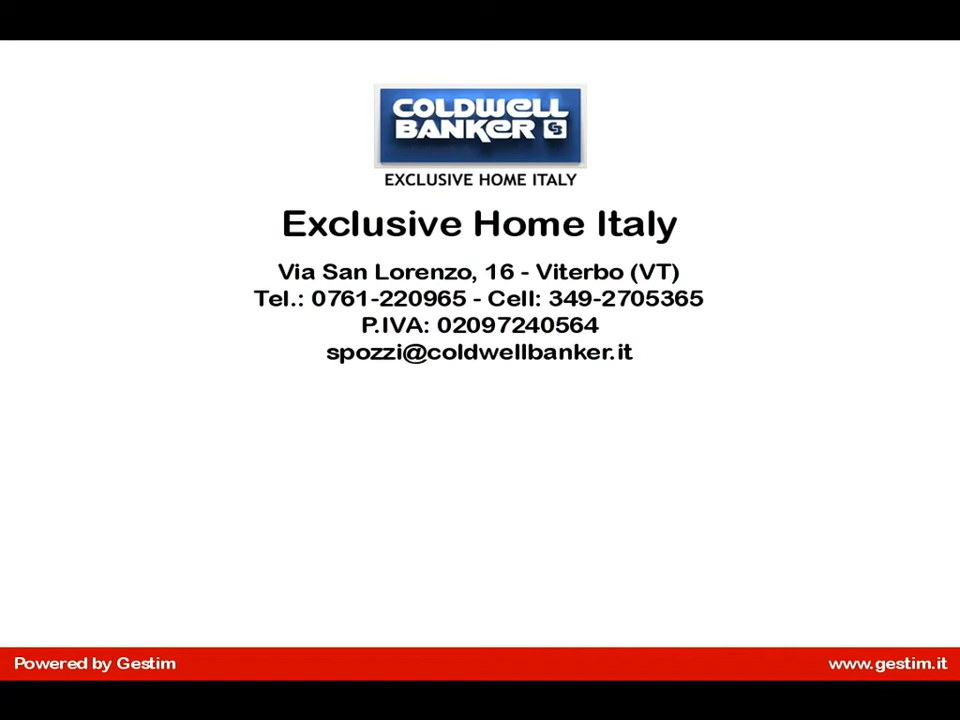 COLDWELL
BANKER CB
EXCLUSIVE HOME ITALY
Exclusive Home Italy
Via San Lorenzo, 16 - Viterbo (VT)
Tel.: 0761-220965 - Cell: 349-2705365
P.IVA: 02097240564
spozzi@coldwellbanker.it
Powered by Gestim
www.gestim.it